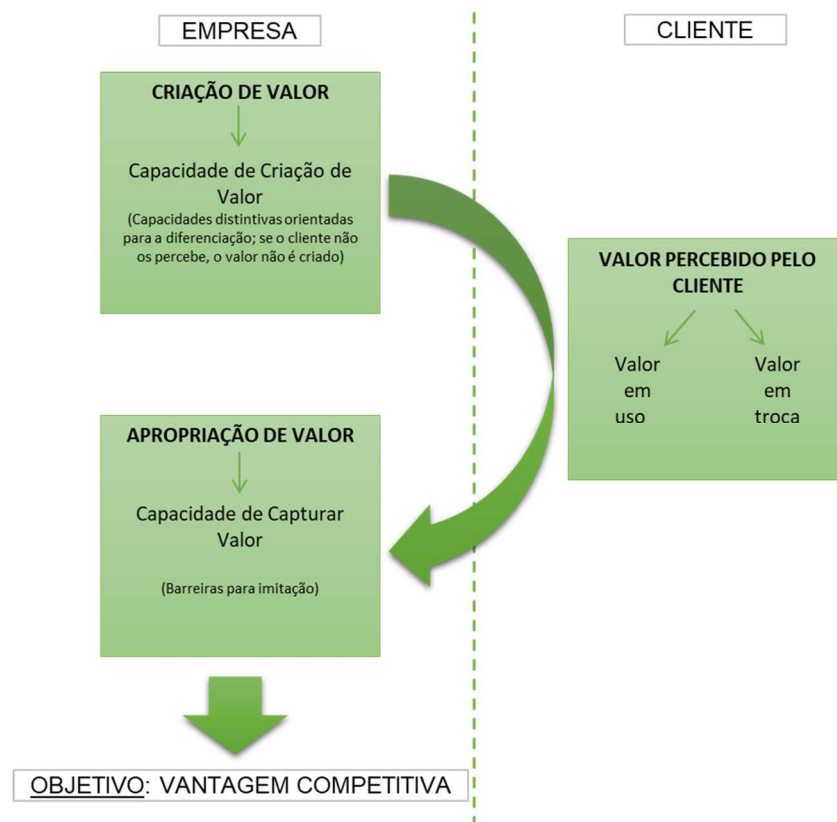 EMPRESA
CRIAÇÃO DE VALOR
Capacidade de Criação de
Valor
(Capacidades distintivas orientadas
para a diferenciação; se o cliente não
os percebe, o valor não é criado)
APROPRIAÇÃO DE VALOR
Capacidade de Capturar
Valor
(Barreiras para imitação)
OBJETIVO: VANTAGEM COMPETITIVA
CLIENTE
VALOR PERCEBIDO PELO
CLIENTE
Valor
em
uso
Valor
em
troca